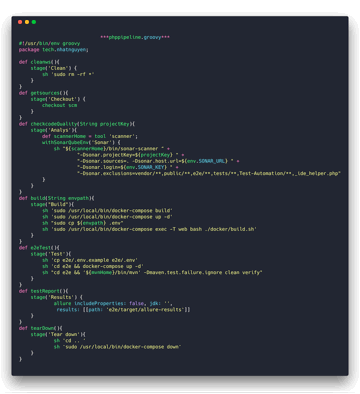 ***phppipeline.groovy***
#!/usr/bin/env groovy
package tech.nhatnguyen;
def cleanws(){
stage('Clean') {
sh 'sudo rm -rf *'
}
}
def getsources(){
stage('Checkout') {
checkout scm
}
}
def checkcodeQuality(String projectKey){
stage('Analys'){
def scannerHome = tool 'scanner';
withSonarQubeEnv('Sonar') {
sh "${scannerHome}/bin/sonar-scanner " +
"-Dsonar.projectKey=${projectKey} " +
"-Dsonar.sources=. -Dsonar.host.url=${env.SONAR_URL} " +
"-Dsonar.login=${env.SONAR_KEY} " +
"-Dsonar.exclusions=vendor/**,public/**,e2e/**,tests/**,Test-Automation/**,_ide_helper.php"
}
}
}
def build(String envpath){
stage("Build"){
sh 'sudo /usr/local/bin/docker-compose build'
sh 'sudo /usr/local/bin/docker-compose up -d'
sh "sudo cp ${envpath} .env"
sh 'sudo /usr/local/bin/docker-compose exec -T web bash ./docker/build.sh'
}
}
def e2eTest(){
stage('Test'){
sh 'cp e2e/.env.example e2e/.env'
sh 'cd e2e && docker-compose up -d'
sh "cd e2e && '${mvnHome}/bin/mvn' -Dmaven.test.failure.ignore clean verify"
}
}
def testReport(){
stage('Results') {
allure includeProperties: false, jdk: '',
results: [[path: 'e2e/target/allure-results']]
}
}
def tearDown(){
stage('Tear down'){
sh 'cd .. '
sh 'sudo /usr/local/bin/docker-compose down'
}
}